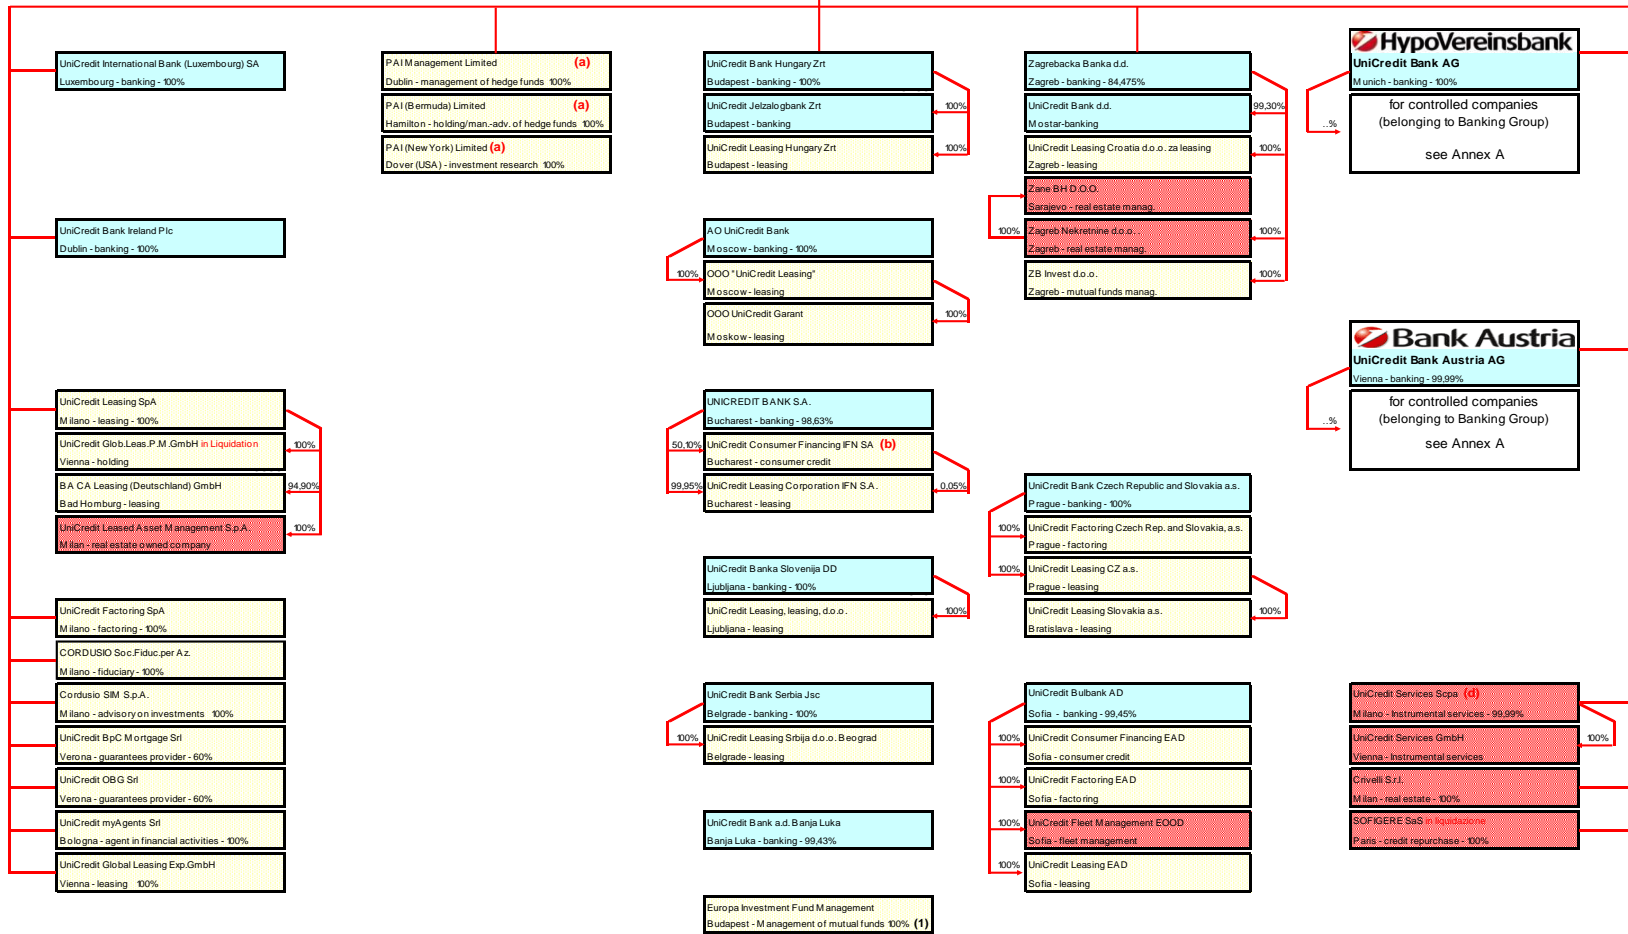 UniCredit International Bank (Luxembourg) SA
Luxembourg - banking - 100%
UniCredit Bank Ireland Plc
Dublin - banking - 100%
UniCredit Leasing SpA
Milano - leasing - 100%
UniCredit Glob.Leas.P.M.GmbH in Liquidation
Vienna - holding
100%
BA CA Leasing (Deutschland) GmbH
Bad Homburg - leasing
94,90%
UniCredit Leased Asset Management S.p.A.
Milan - real estate owned company
100%
UniCredit Factoring SpA
Milano - factoring - 100%
CORDUSIO Soc.Fiduc.per Az.
Milano - fiduciary - 100%
Cordusio SIM S.p.A.
Milano - advisory on investments 100%
UniCredit BpC Mortgage Srl
Verona - guarantees provider - 60%
UniCredit OBG Srl
Verona - guarantees provider - 60%
UniCredit myAgents Srl
Bologna - agent in financial activities - 100%
UniCredit Global Leasing Exp.GmbH
Vienna - leasing 100%
PAI Management Limited (a)
Dublin - management of hedge funds 100%
PAI (Bermuda) Limited (a)
Hamilton - holding/man.-adv. of hedge funds 100%
PAI (New York) Limited (a)
Dover (USA) - investment research 100%
UniCredit Bank Hungary Zrt
Budapest - banking - 100%
UniCredit Jelzalogbank Zrt
Budapest - banking
100%
UniCredit Leasing Hungary Zrt
Budapest - leasing
100%
AO UniCredit Bank
Moscow - banking - 100%
100%
OOO "UniCredit Leasing"
Moscow - leasing
OOO UniCredit Garant
Moskow - leasing
100%
UNICREDIT BANK S.A.
Bucharest - banking - 98,63%
50,10%
UniCredit Consumer Financing IFN SA (b)
Bucharest - consumer credit
99,95%
UniCredit Leasing Corporation IFN S.A.
Bucharest - leasing
0,05%
UniCredit Banka Slovenija DD
Ljubljana - banking - 100%
UniCredit Leasing, leasing, d.o.o.
Ljubljana - leasing
100%
UniCredit Bank Serbia Jsc
Belgrade - banking - 100%
100%
UniCredit Leasing Srbija d.o.o. Beograd
Belgrade - leasing
UniCredit Bank a.d. Banja Luka
Banja Luka - banking - 99,43%
Europa Investment Fund Management
Budapest - Management of mutual funds 100% (1)
Zagrebacka Banka d.d.
Zagreb - banking - 84,475%
UniCredit Bank d.d.
Mostar-banking
99,30%
UniCredit Leasing Croatia d.o.o. za leasing
Zagreb - leasing
100%
Zane BH D.O.O.
Sarajevo - real estate manag.
100%
Zagreb Nekretnine d.o.o. .
Zagreb - real estate manag.
100%
ZB Invest d.o.o.
Zagreb - mutual funds manag.
100%
UniCredit Bank Czech Republic and Slovakia a.s.
Prague - banking - 100%
100%
UniCredit Factoring Czech Rep. and Slovakia, a.s.
Prague - factoring
100%
UniCredit Leasing CZ a.s.
Prague - leasing
UniCredit Leasing Slovakia a.s.
Bratislava - leasing
100%
UniCredit Bulbank AD
Sofia - banking - 99,45%
100%
UniCredit Consumer Financing EAD
Sofia - consumer credit
100%
UniCredit Factoring EAD
Sofia - factoring
100%
UniCredit Fleet Management EOOD
Sofia - fleet management
100%
UniCredit Leasing EAD
Sofia - leasing
HypoVereinsbank
UniCredit Bank AG
Munich - banking - 100%
..%
for controlled companies
(belonging to Banking Group)
see Annex A
Bank Austria
UniCredit Bank Austria AG
Vienna - banking - 99,99%
..%
for controlled companies
(belonging to Banking Group)
see Annex A
UniCredit Services Scpa (d)
Milano - Instrumental services - 99,99%
UniCredit Services GmbH
Vienna - Instrumental services
100%
Crivelli S.r.l.
Milan - real estate - 100%
SOFIGERE SaS in liquidazione
Paris - credit repurchase - 100%